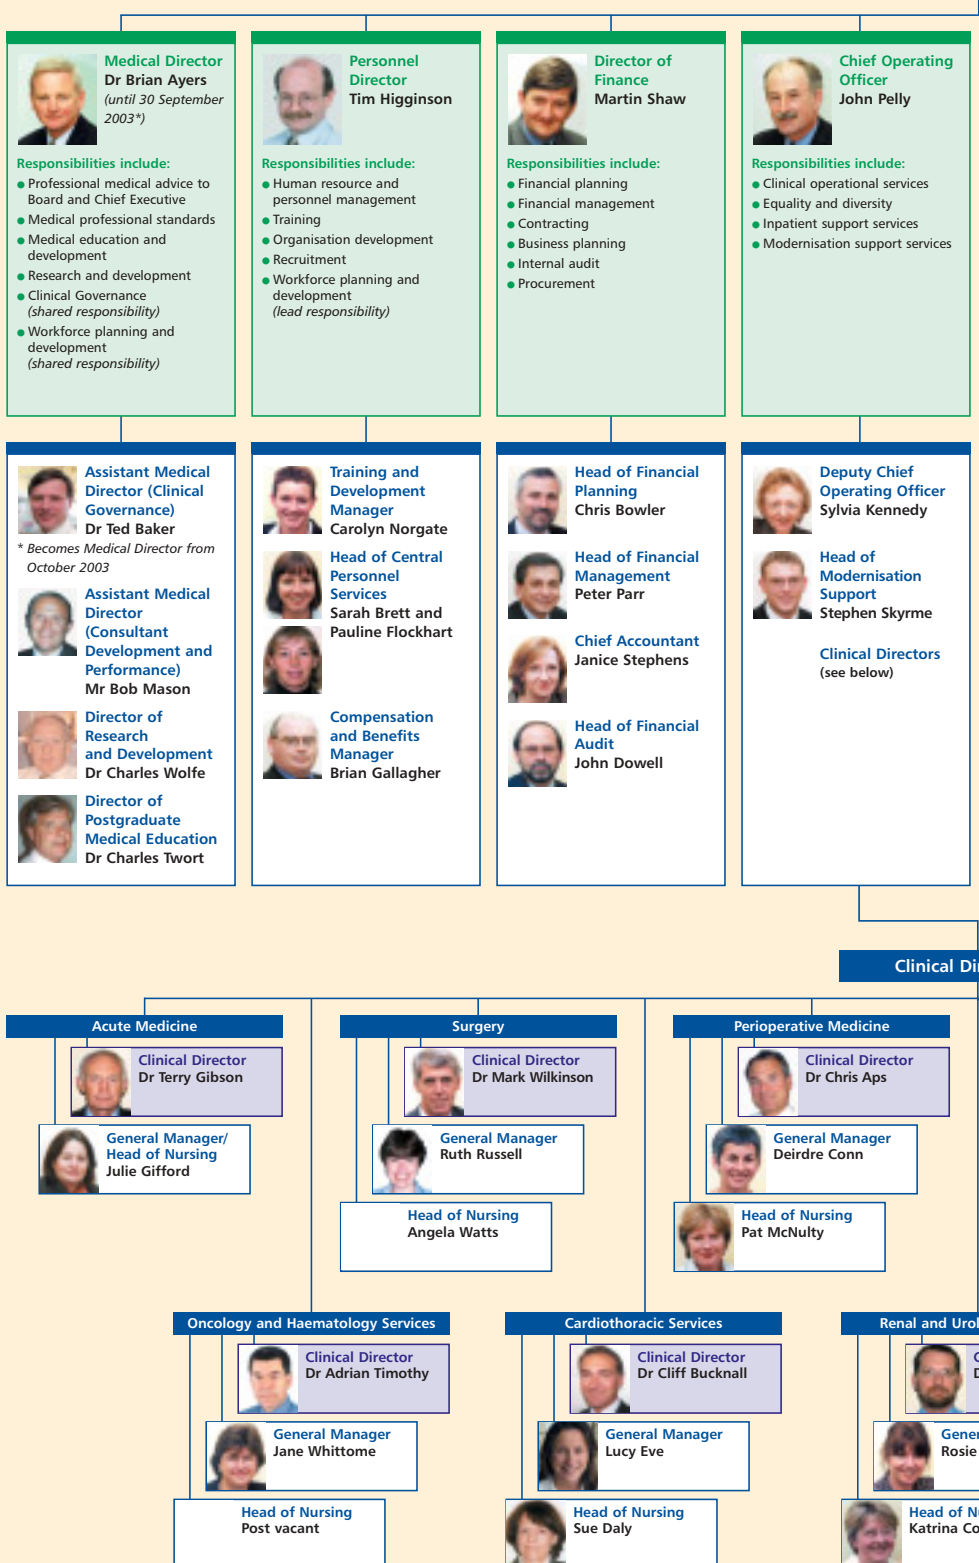 Medical Director
Dr Brian Ayers
(until 30 September
2003*)
Responsibilities include:
● Professional medical advice to
Board and Chief Executive
● Medical professional standards
● Medical education and
development
● Research and development
● Clinical Governance
(shared responsibility)
● Workforce planning and
development
(shared responsibility)
Personnel
Director
Tim Higginson
Responsibilities include:
● Human resource and
personnel management
● Training
● Organisation development
● Recruitment
● Workforce planning and
development
(lead responsibility)
Director of
Finance
Martin Shaw
Responsibilities include:
● Financial planning
● Financial management
● Contracting
● Business planning
● Internal audit
● Procurement
Chief Operating
Officer
John Pelly
Responsibilities include:
● Clinical operational services
● Equality and diversity
● Inpatient support services
● Modernisation support services
Assistant Medical
Director (Clinical
Governance)
Dr Ted Baker
* Becomes Medical Director from
October 2003
Assistant Medical
Director
(Consultant
Development and
Performance)
Mr Bob Mason
Director of
Research
and Development
Dr Charles Wolfe
Director of
Postgraduate
Medical Education
Dr Charles Twort
Training and
Development
Manager
Carolyn Norgate
Head of Central
Personnel
Services
Sarah Brett and
Pauline Flockhart
Compensation
and Benefits
Manager
Brian Gallagher
Head of Financial
Planning
Chris Bowler
Head of Financial
Management
Peter Parr
Chief Accountant
Janice Stephens
Head of Financial
Audit
John Dowell
Deputy Chief
Operating Officer
Sylvia Kennedy
Head of
Modernisation
Support
Stephen Skyrme
Clinical Directors
(see below)
Clinical Di
Acute Medicine
Clinical Director
Dr Terry Gibson
General Manager/
Head of Nursing
Julie Gifford
Surgery
Clinical Director
Dr Mark Wilkinson
General Manager
Ruth Russell
Head of Nursing
Angela Watts
Perioperative Medicine
Clinical Director
Dr Chris Aps
General Manager
Deirdre Conn
Head of Nursing
Pat McNulty
Oncology and Haematology Services
Clinical Director
Dr Adrian Timothy
General Manager
Jane Whittome
Head of Nursing
Post vacant
Cardiothoracic Services
Clinical Director
Dr Cliff Bucknall
General Manager
Lucy Eve
Head of Nursing
Sue Daly
Renal and Urol
Gener
Rosie
Head of Nu
Katrina Co